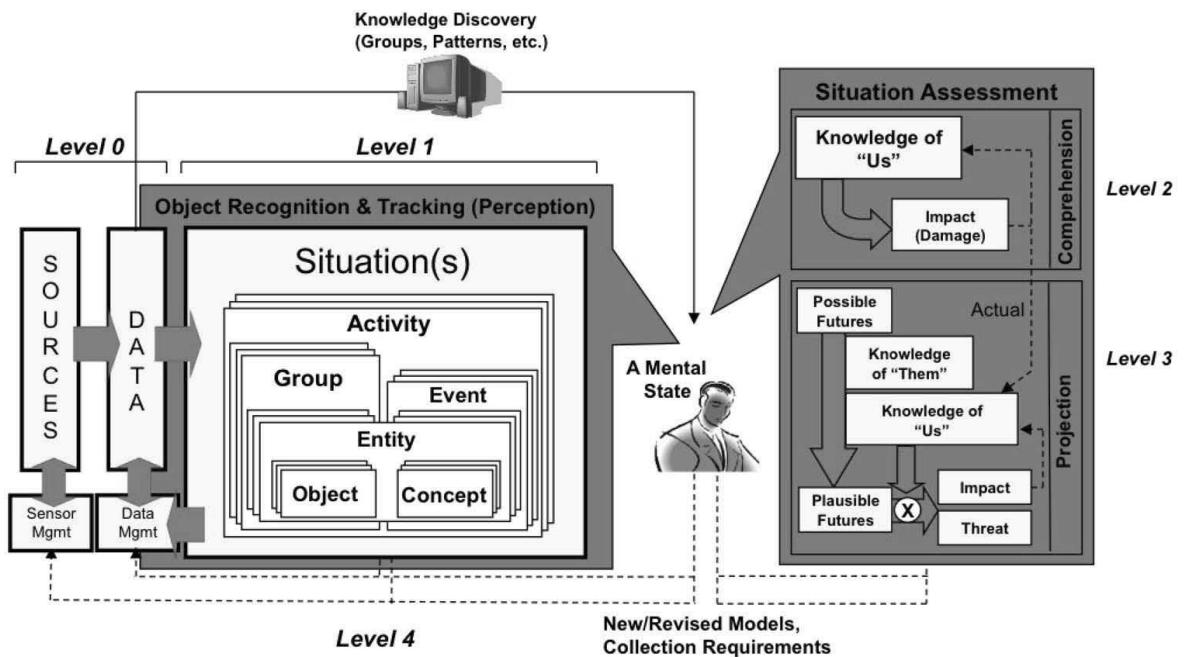 Knowledge Discovery
(Groups, Patterns, etc.)
Level 0
Level 1
Object Recognition & Tracking (Perception)
SOURCES
DATA
Sensor
Mgmt
Data
Mgmt
Situation(s)
Activity
Group
Event
Entity
Object
Concept
A Mental
State
Situation Assessment
Knowledge of
“Us”
Impact
(Damage)
Comprehension
Level 2
Possible
Futures
Actual
Knowledge
of “Them”
Knowledge of
“Us”
Plausible
Futures
X
Impact
Threat
Projection
Level 3
Level 4
New/Revised Models,
Collection Requirements